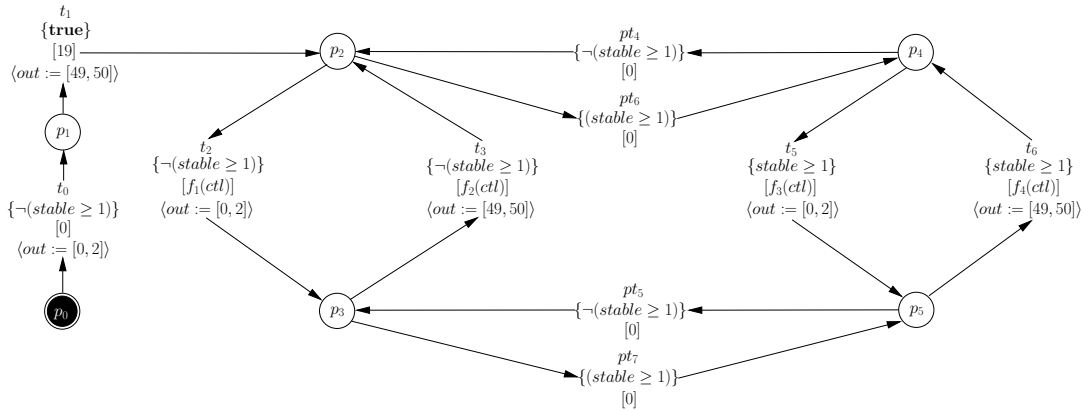 t₁
{true}
[19]
⟨out := [49, 50]⟩
p₁
t₀
{¬(stable ≥ 1)}
[0]
⟨out := [0, 2]⟩
p₀
p₂
t₂
{¬(stable ≥ 1)}
[f₁(ctl)]
⟨out := [0, 2]⟩
t₃
{¬(stable ≥ 1)}
[f₂(ctl)]
⟨out := [49, 50]⟩
p₃
pt₄
{¬(stable ≥ 1)}
[0]
pt₆
{(stable ≥ 1)}
[0]
pt₅
{¬(stable ≥ 1)}
[0]
pt₇
{(stable ≥ 1)}
[0]
p₄
t₅
{stable ≥ 1}
[f₃(ctl)]
⟨out := [0, 2]⟩
t₆
{stable ≥ 1}
[f₄(ctl)]
⟨out := [49, 50]⟩
p₅